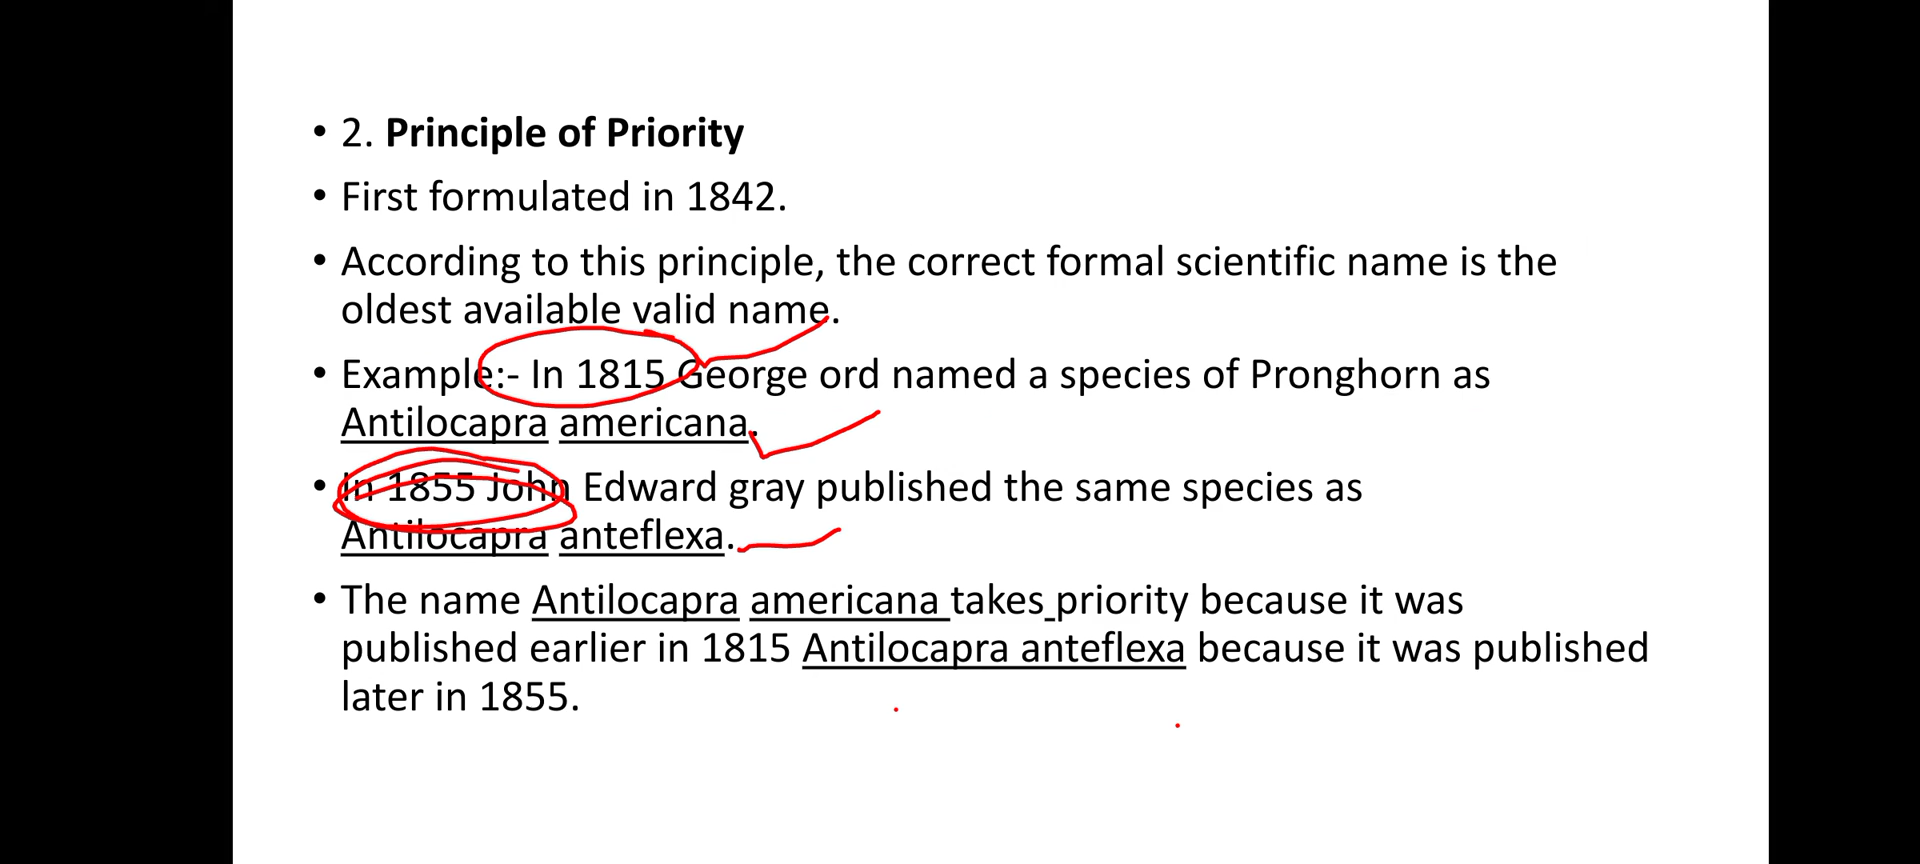 • 2. Principle of Priority
• First formulated in 1842.
• According to this principle, the correct formal scientific name is the
oldest available valid name.
• Example:- In 1815 George ord named a species of Pronghorn as
Antilocapra americana.
• In 1855 John Edward gray published the same species as
Antilocapra anteflexa.
• The name Antilocapra americana takes priority because it was
published earlier in 1815 Antilocapra anteflexa because it was published
later in 1855.